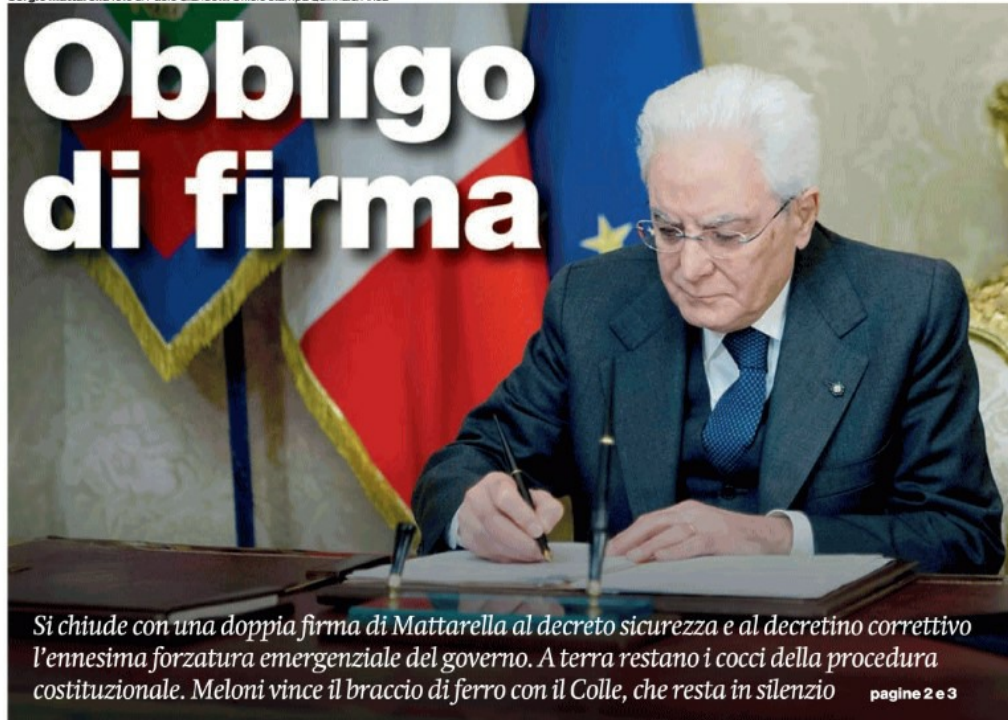 Obbligo
di firma
Si chiude con una doppia firma di Mattarella al decreto sicurezza e al decretino correttivo
l'ennesima forzatura emergenziale del governo. A terra restano i cocci della procedura
costituzionale. Meloni vince il braccio di ferro con il Colle, che resta in silenzio pagine 2 e 3